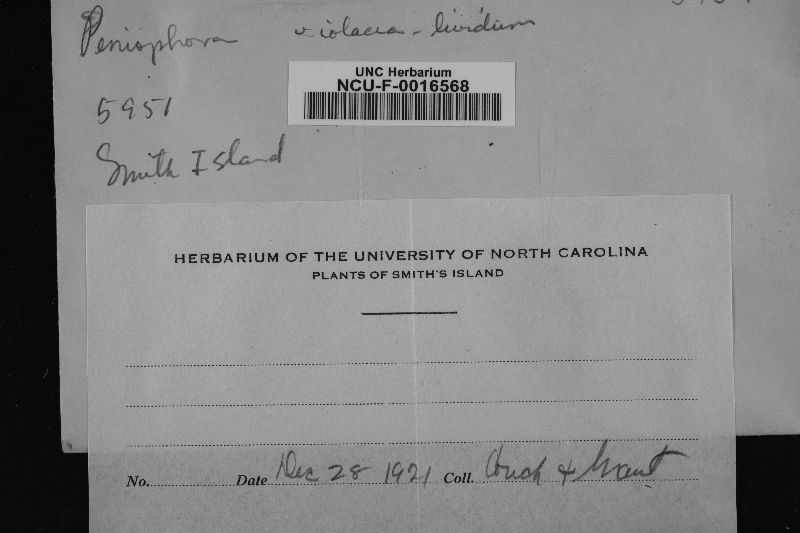 Peniophora violacea-lividum
UNC Herbarium
NCU-F-0016568
5951
Smith Island
HERBARIUM OF THE UNIVERSITY OF NORTH CAROLINA
PLANTS OF SMITH'S ISLAND
No. Date Dec 28 1921 Coll. Couch & Grant